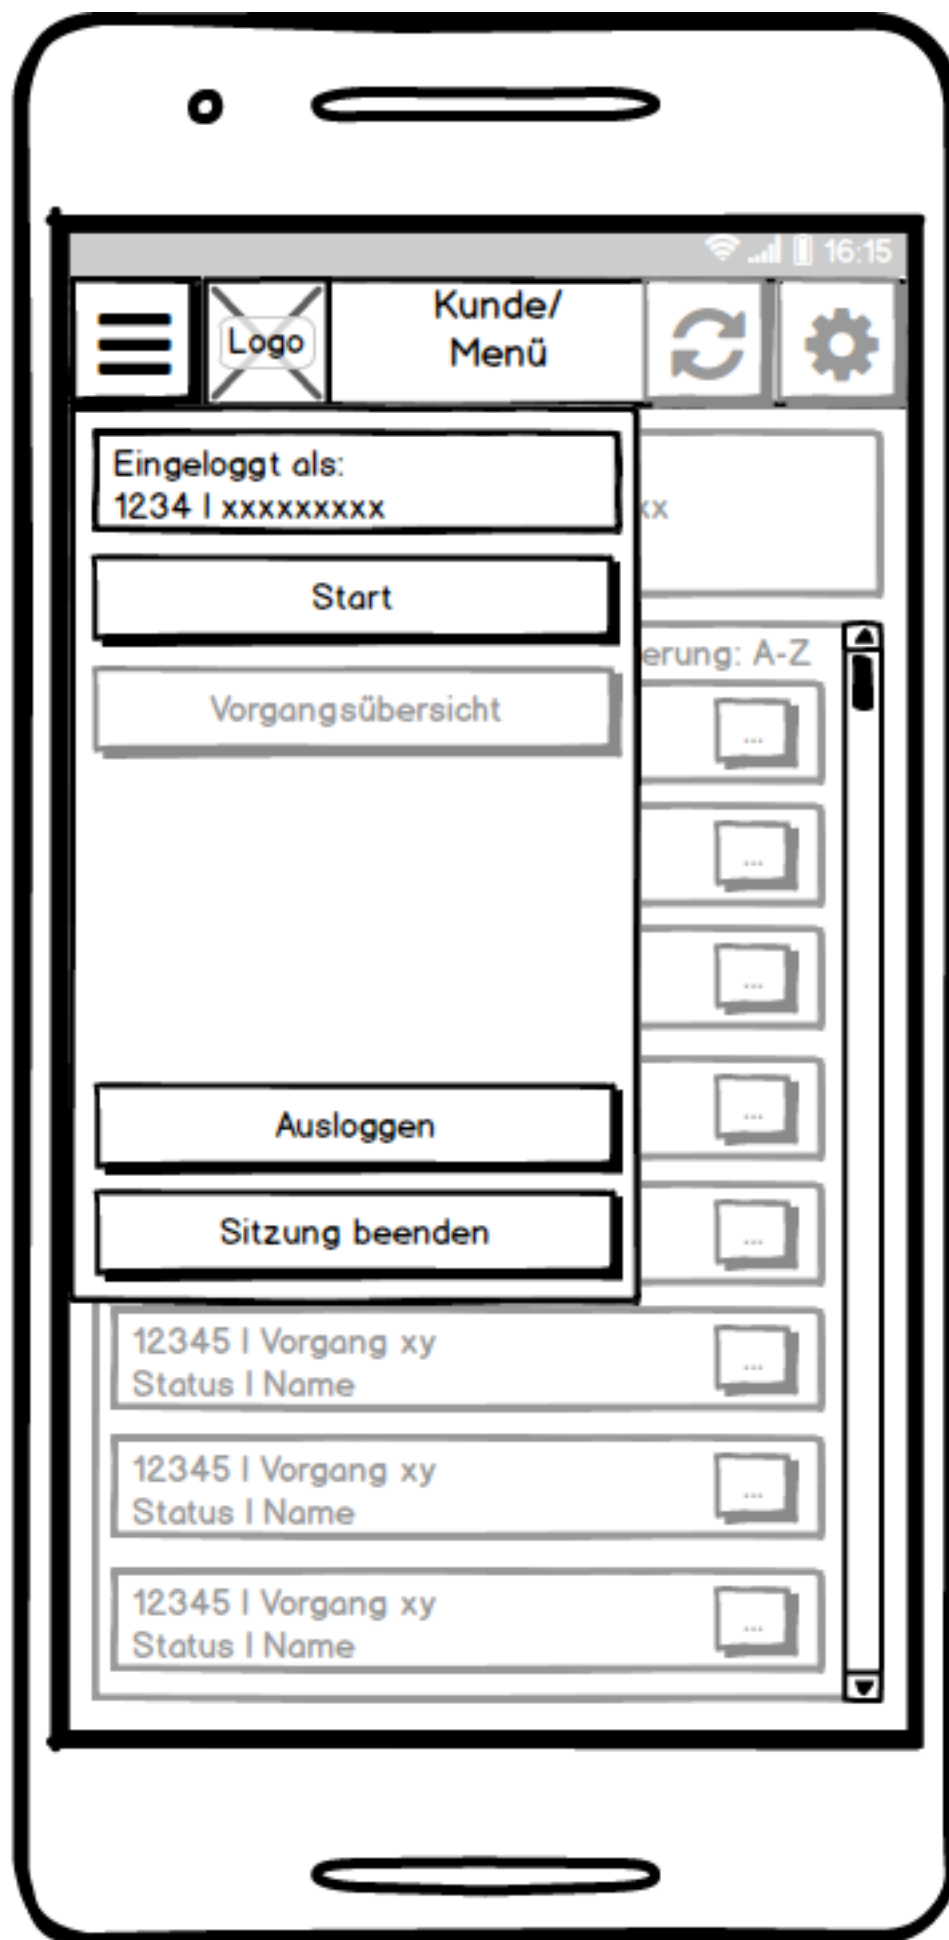 16:15
Logo
Kunde/
Menü
Eingeloggt als:
1234 | xxxxxxxxx
xx
Start
erung: A-Z
Vorgangsübersicht
...
...
...
Ausloggen
...
Sitzung beenden
...
12345 | Vorgang xy
Status | Name
...
12345 | Vorgang xy
Status | Name
...
12345 | Vorgang xy
Status | Name
...